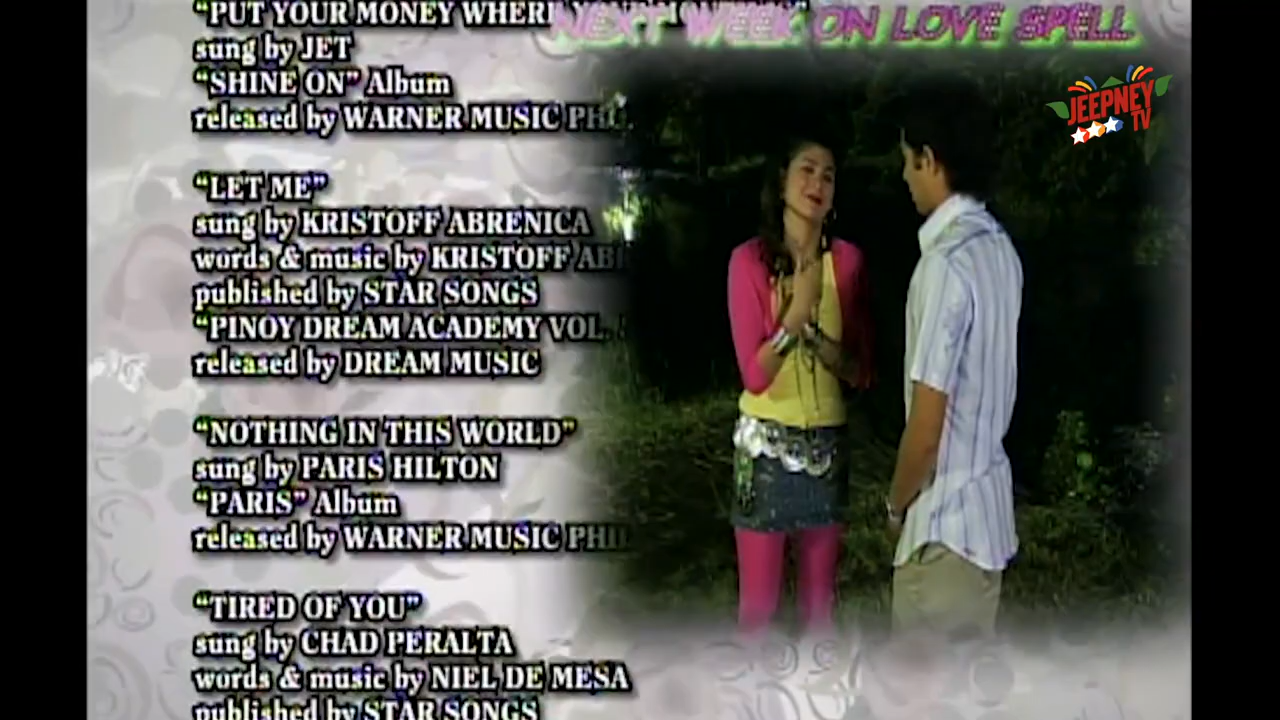 "PUT YOUR MONEY WHERE
NEXT WEEK ON LOVE SPELL
sung by JET
"SHINE ON" Album
released by WARNER MUSIC
JEEPNEY
TV
"LET ME"
sung by KRISTOFF ABRENICA
words & music by KRISTOFF
published by STAR SONGS
"PINOY DREAM ACADEMY VOL.
released by DREAM MUSIC
"NOTHING IN THIS WORLD"
sung by PARIS HILTON
"PARIS" Album
released by WARNER MUSIC
"TIRED OF YOU"
sung by CHAD PERALTA
words & music by NIEL DE MESA
published by STAR SONGS